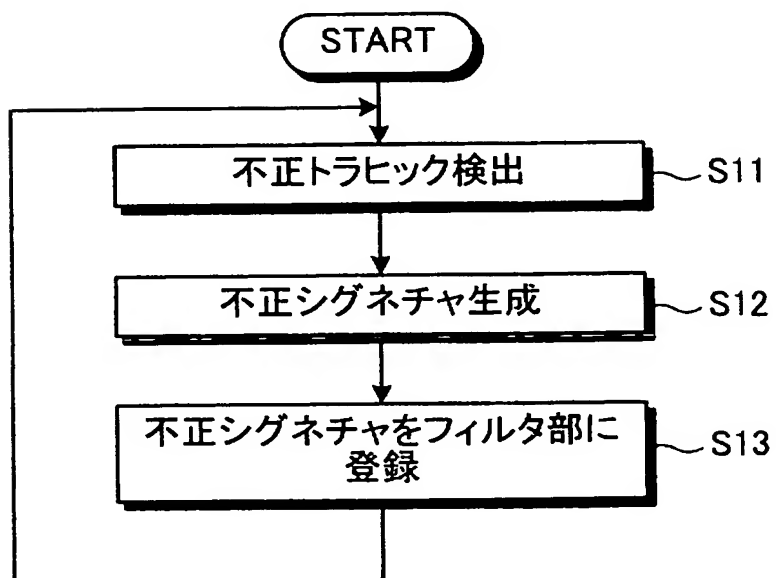 START
不正トラヒック検出
S11
不正シグネチャ生成
S12
不正シグネチャをフィルタ部に
登録
S13